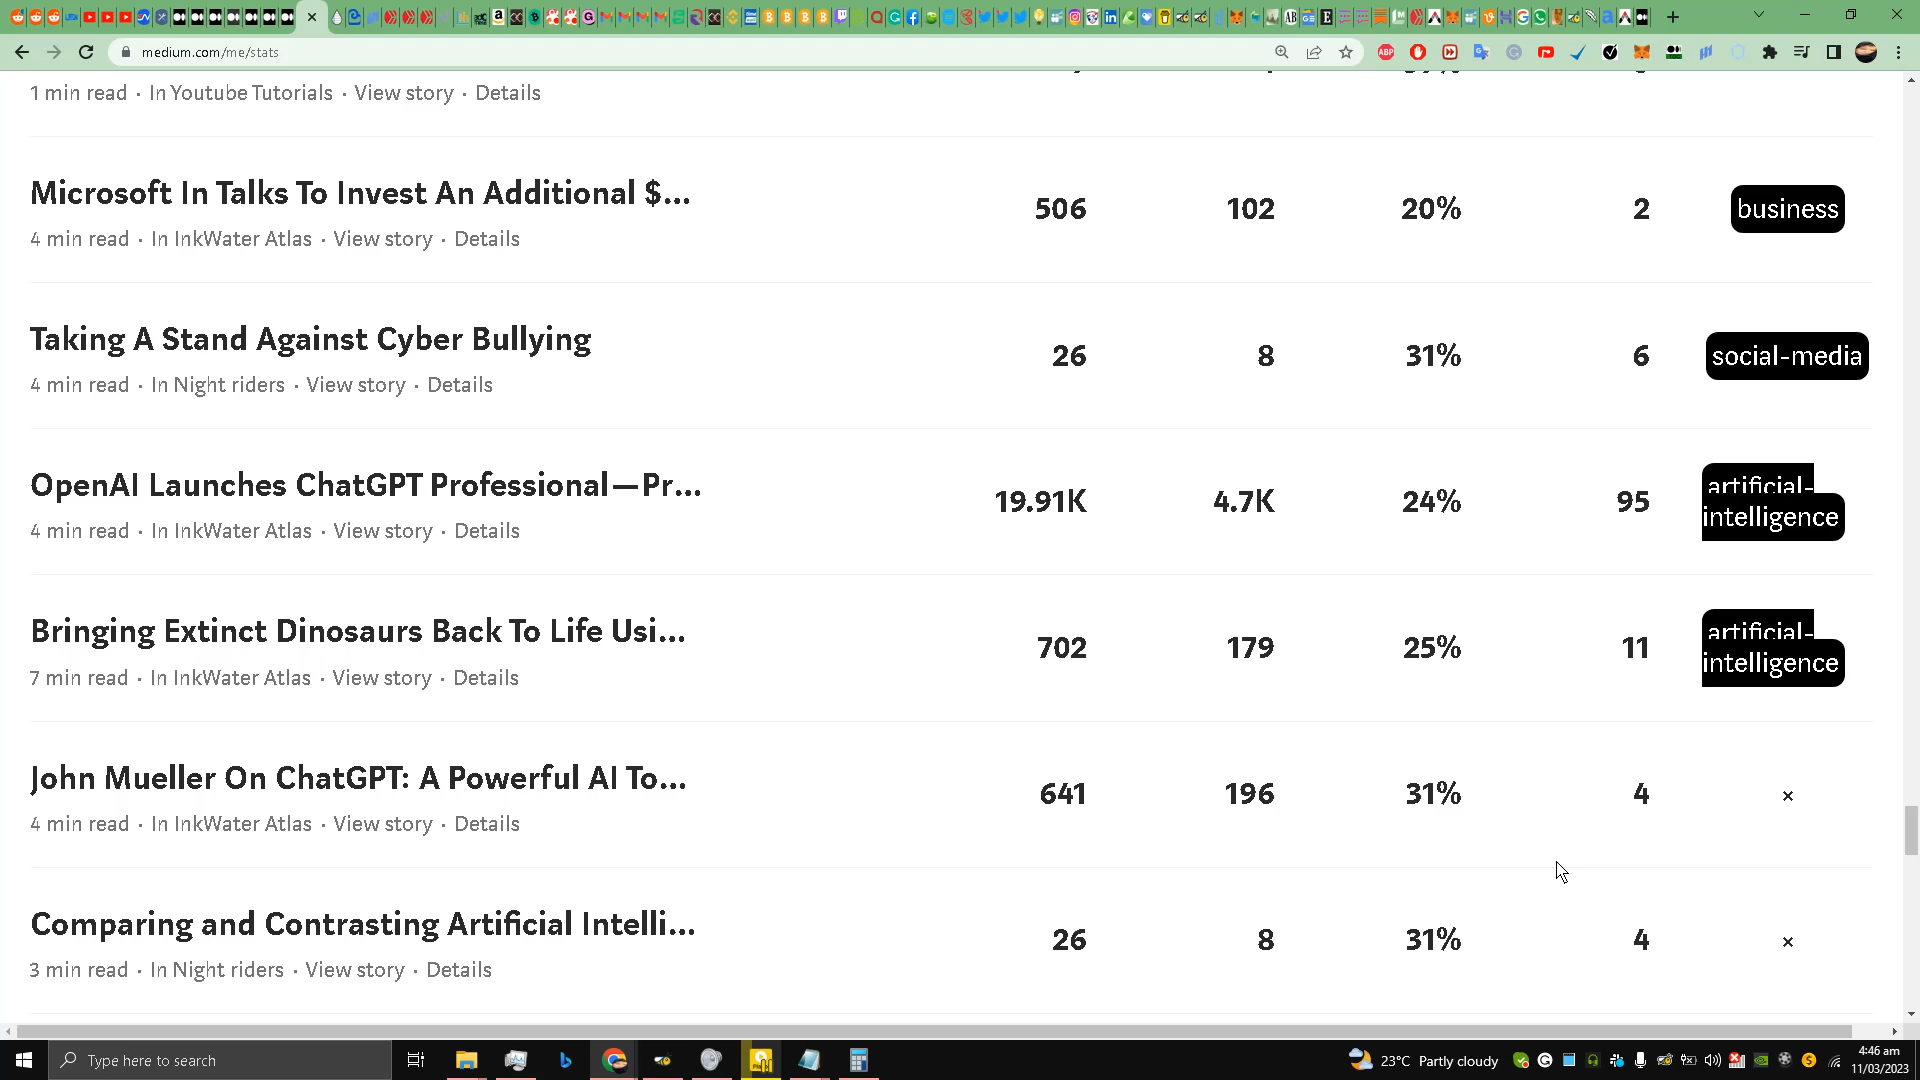 medium.com/me/stats
1 min read · In Youtube Tutorials · View story · Details
Microsoft In Talks To Invest An Additional $...
506 102 20% 2 business
4 min read · In InkWater Atlas · View story · Details
Taking A Stand Against Cyber Bullying
26 8 31% 6 social-media
4 min read · In Night riders · View story · Details
OpenAI Launches ChatGPT Professional—Pr...
19.91K 4.7K 24% 95 artificial-
intelligence
4 min read · In InkWater Atlas · View story · Details
Bringing Extinct Dinosaurs Back To Life Usi...
702 179 25% 11 artificial-
intelligence
7 min read · In InkWater Atlas · View story · Details
John Mueller On ChatGPT: A Powerful AI To...
641 196 31% 4 ×
4 min read · In InkWater Atlas · View story · Details
Comparing and Contrasting Artificial Intelli...
26 8 31% 4 ×
3 min read · In Night riders · View story · Details
Type here to search
23°C Partly cloudy
4:46 am
11/03/2023